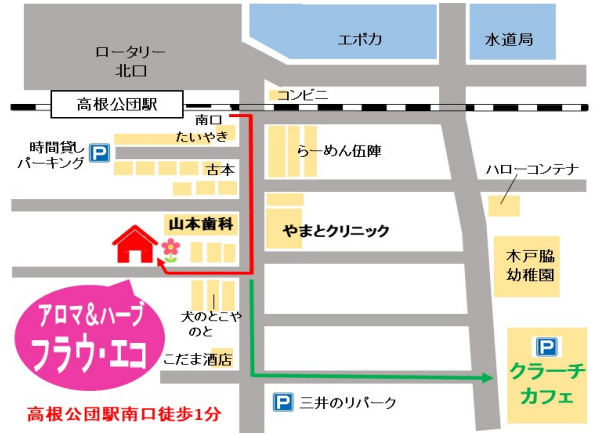 ロータリー
北口
エポカ
水道局
コンビニ
高根公団駅
南口
たいやき
時間貸し
パーキング
P
らーめん伍陣
古本
ハローコンテナ
山本歯科
やまとクリニック
木戸脇
幼稚園
アロマ&ハーブ
フラウ・エコ
犬のとこや
のと
こだま酒店
P
クラーチ
カフェ
P
三井のリパーク
高根公団駅南口徒歩1分